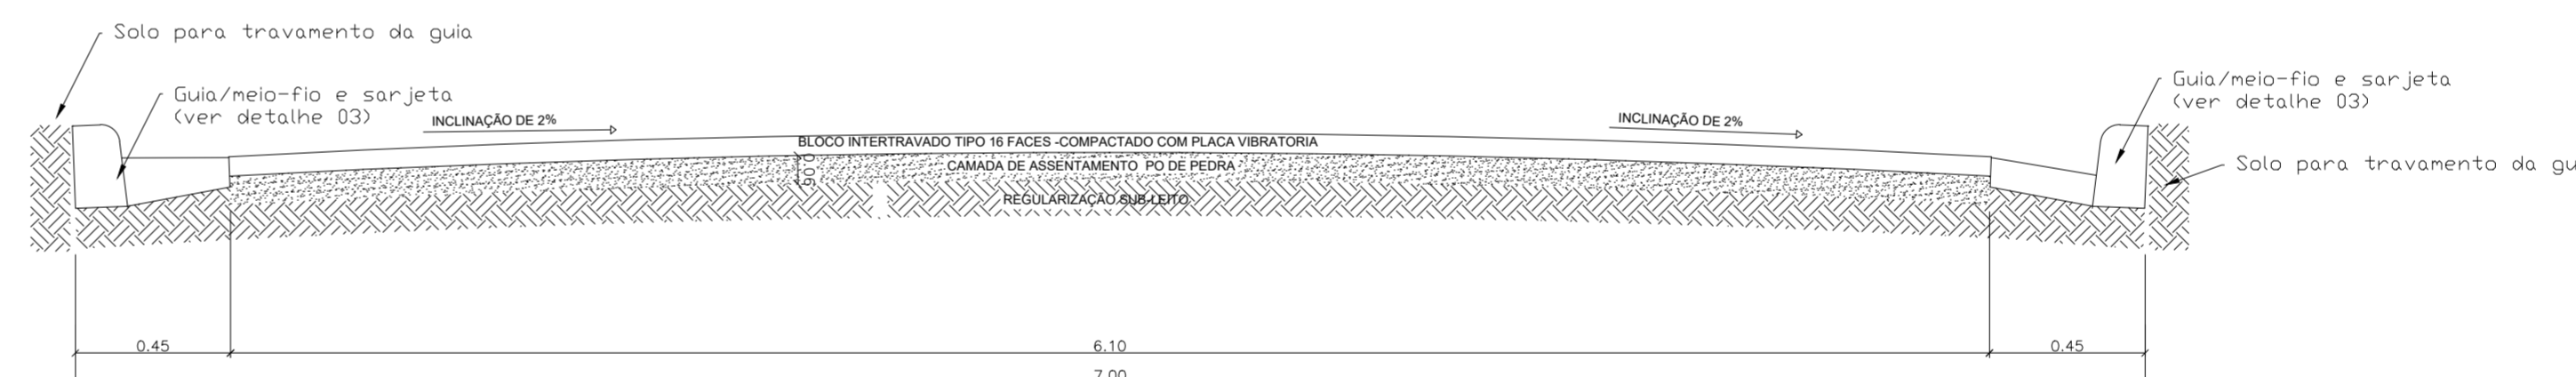 Solo para travamento da guia
Guia/meio-fio e sarjeta
(ver detalhe 03)
INCLINAÇÃO DE 2%
BLOCO INTERTRAVADO TIPO 16 FACES -COMPACTADO COM PLACA VIBRATORIA
CAMADA DE ASSENTAMENTO PO DE PEDRA
0.06
REGULARIZAÇÃO SUB-LEITO
INCLINAÇÃO DE 2%
Guia/meio-fio e sarjeta
(ver detalhe 03)
Solo para travamento da gu
0.45
6.10
0.45
7.00